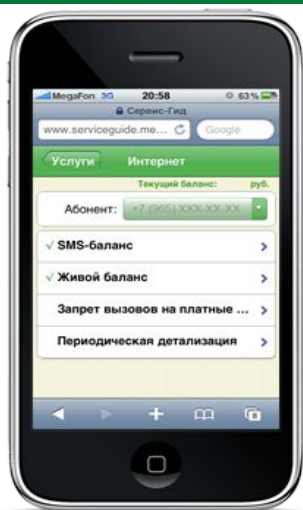 MegaFon 3G 20:58 63%
Сервис-Гид
www.serviceguide.me... Google
Услуги Интернет
Текущий баланс: руб.
Абонент: +7 (965) XXX-XX-XX
SMS-баланс
Живой баланс
Запрет вызовов на платные ...
Периодическая детализация